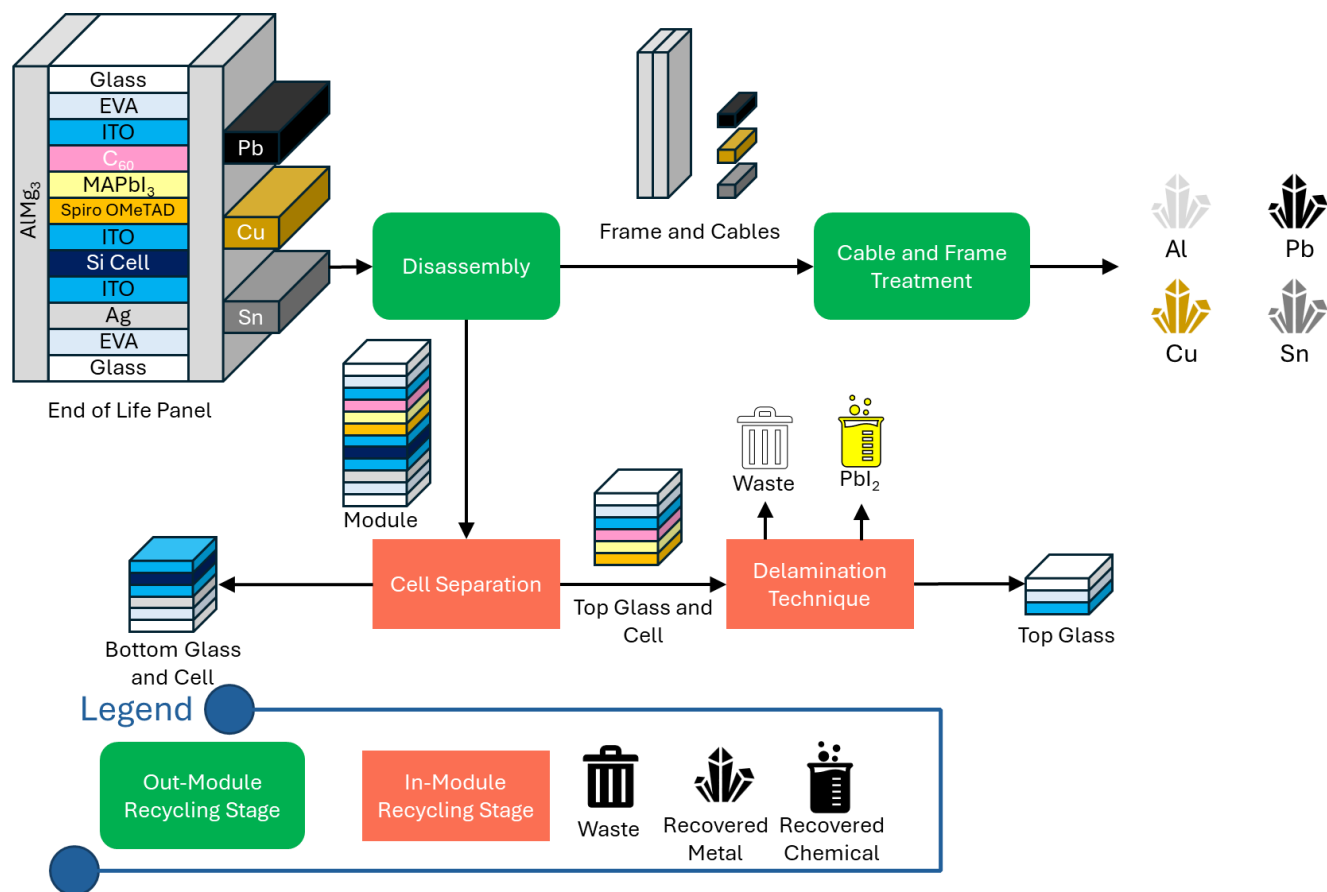 Glass
EVA
ITO
C₆₀
MAPbI₃
Spiro OMeTAD
ITO
Si Cell
ITO
Ag
EVA
Glass
AlMg₃
Pb
Cu
Sn
End of Life Panel
Disassembly
Frame and Cables
Cable and Frame
Treatment
Al
Pb
Cu
Sn
Module
Cell Separation
Bottom Glass
and Cell
Top Glass and
Cell
Waste
PbI₂
Delamination
Technique
Top Glass
Legend
Out-Module
Recycling Stage
In-Module
Recycling Stage
Waste
Recovered
Metal
Recovered
Chemical